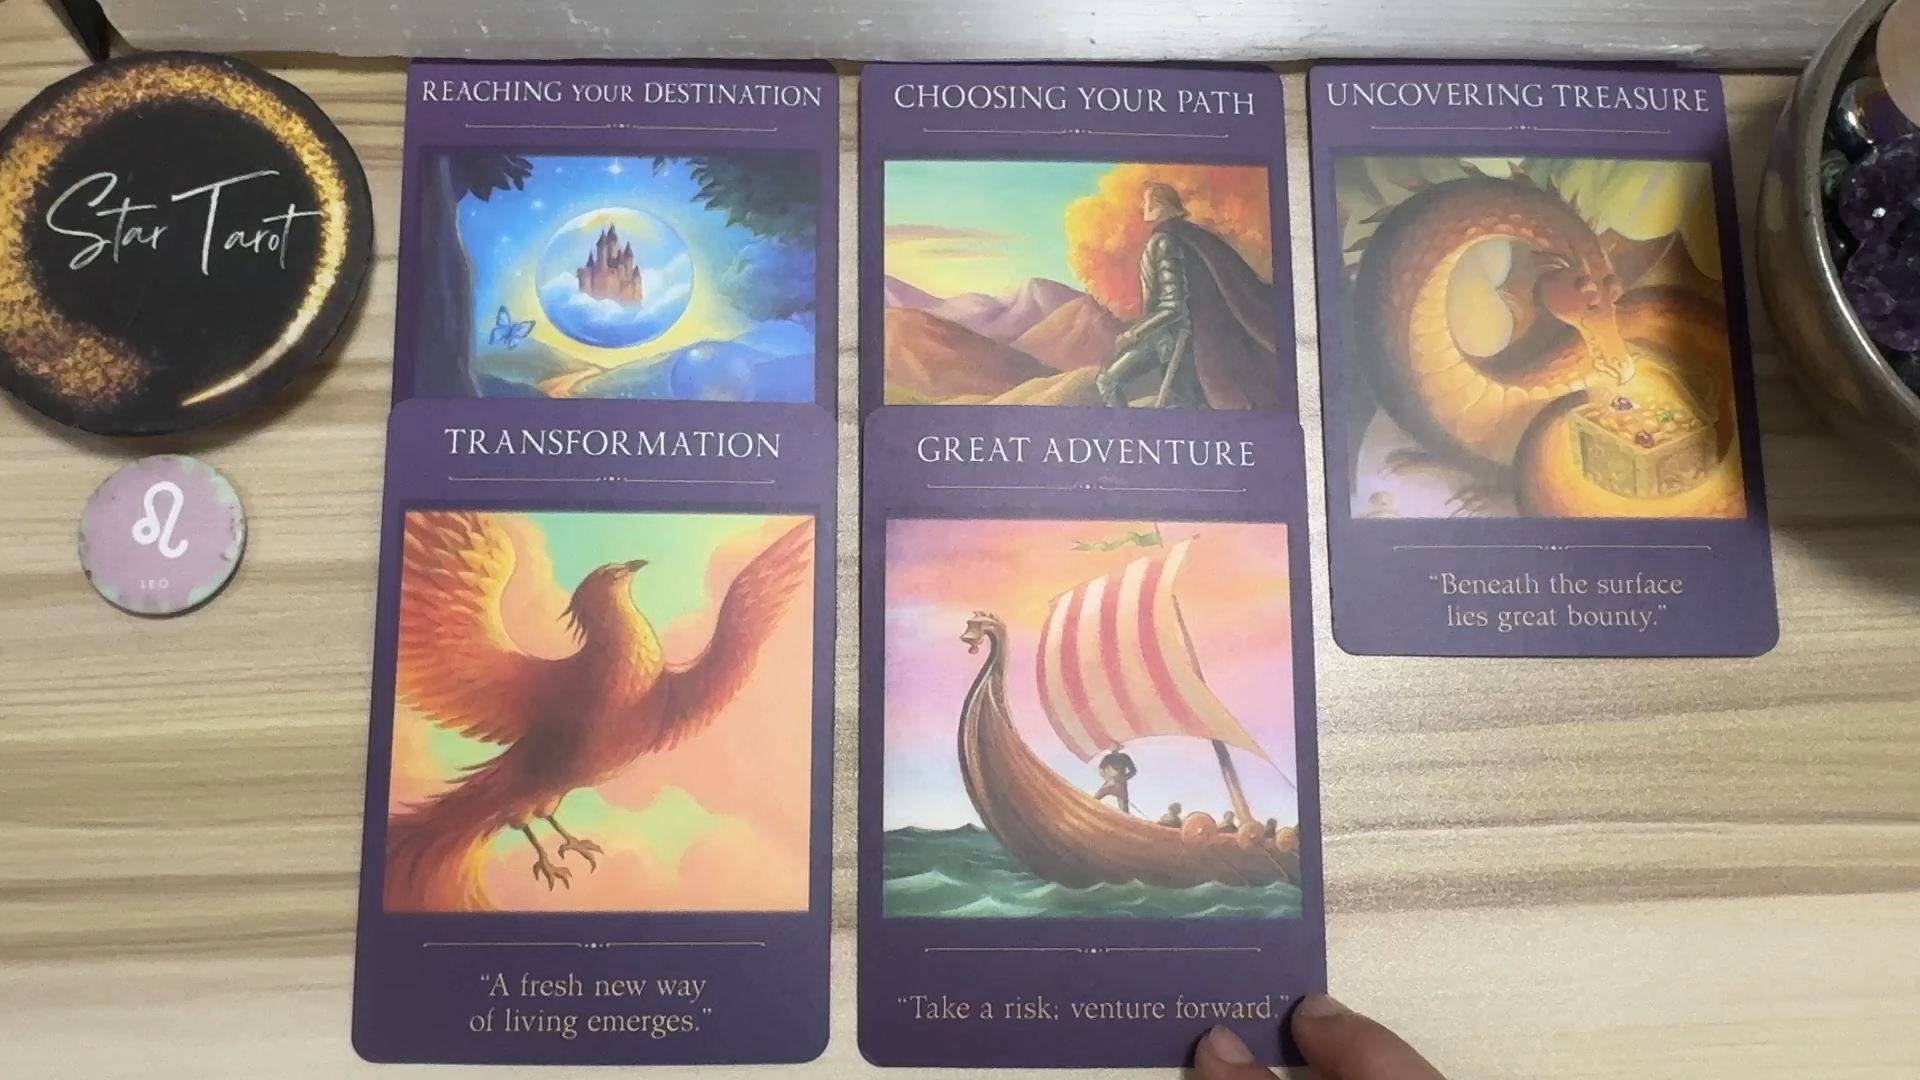 Star Tarot
LEO
REACHING YOUR DESTINATION
CHOOSING YOUR PATH
UNCOVERING TREASURE
“Beneath the surface
lies great bounty.”
TRANSFORMATION
“A fresh new way
of living emerges.”
GREAT ADVENTURE
“Take a risk; venture forward.”